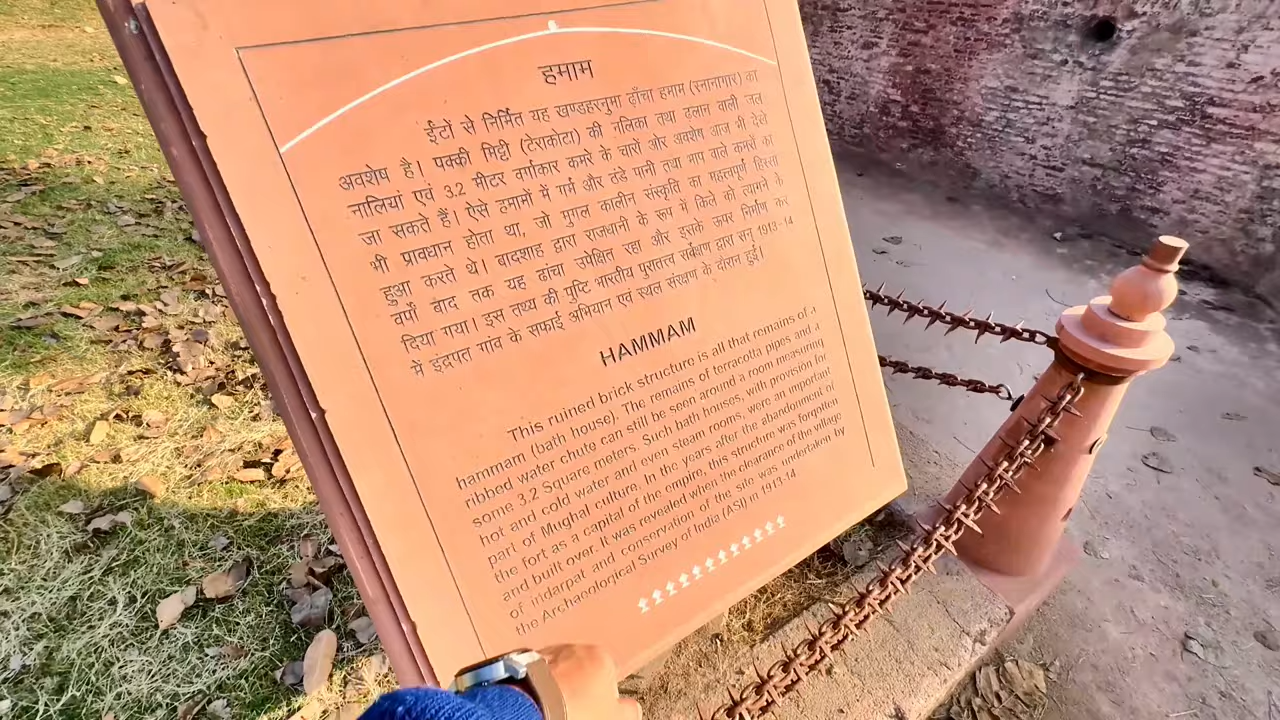 हमाम
ईंटों से निर्मित यह खण्डहरनुमा ढ़ाँचा हमाम (स्नानागार) का
अवशेष है। पक्की मिट्टी (टेराकोटा) की नलिका तथा ढलान वाली जल
नालियां एवं 3.2 मीटर वर्गाकार कमरे के चारों और अवशेष आज भी देखे
जा सकते हैं। ऐसे हमामों में गर्म और ठंडे पानी तथा भाप वाले कमरों का
भी प्रावधान होता था, जो मुगल कालीन संस्कृति का महत्त्वपूर्ण हिस्सा
हुआ करते थे। बादशाह द्वारा राजधानी के रूप में किले को त्यागने के
वर्षो बाद तक यह ढांचा उपेक्षित रहा और इसके ऊपर निर्माण कर
दिया गया। इस तथ्य की पुष्टि भारतीय पुरातत्त्व सर्वेक्षण द्वारा सन् 1913-14
में इंद्रपत गांव के सफाई अभियान एवं स्थल संरक्षण के दौरान हुई।
HAMMAM
This ruined brick structure is all that remains of a
hammam (bath house). The remains of terracotta pipes and a
ribbed water chute can still be seen around a room measuring
some 3.2 Square meters. Such bath houses, with provision for
hot and cold water and even steam rooms, were an important
part of Mughal culture. In the years after the abandonment of
the fort as a capital of the empire, this structure was forgotten
and built over. It was revealed when the clearance of the village
of indarpat and conservation of the site was undertaken by
the Archaeological Survey of India (ASI) in 1913-14